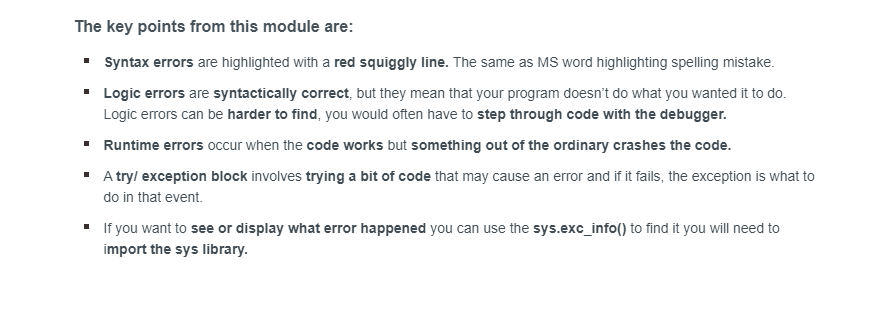 The key points from this module are:
▪ Syntax errors are highlighted with a red squiggly line. The same as MS word highlighting spelling mistake.
▪ Logic errors are syntactically correct, but they mean that your program doesn't do what you wanted it to do.
Logic errors can be harder to find, you would often have to step through code with the debugger.
▪ Runtime errors occur when the code works but something out of the ordinary crashes the code.
▪ A try/ exception block involves trying a bit of code that may cause an error and if it fails, the exception is what to
do in that event.
▪ If you want to see or display what error happened you can use the sys.exc_info() to find it you will need to
import the sys library.